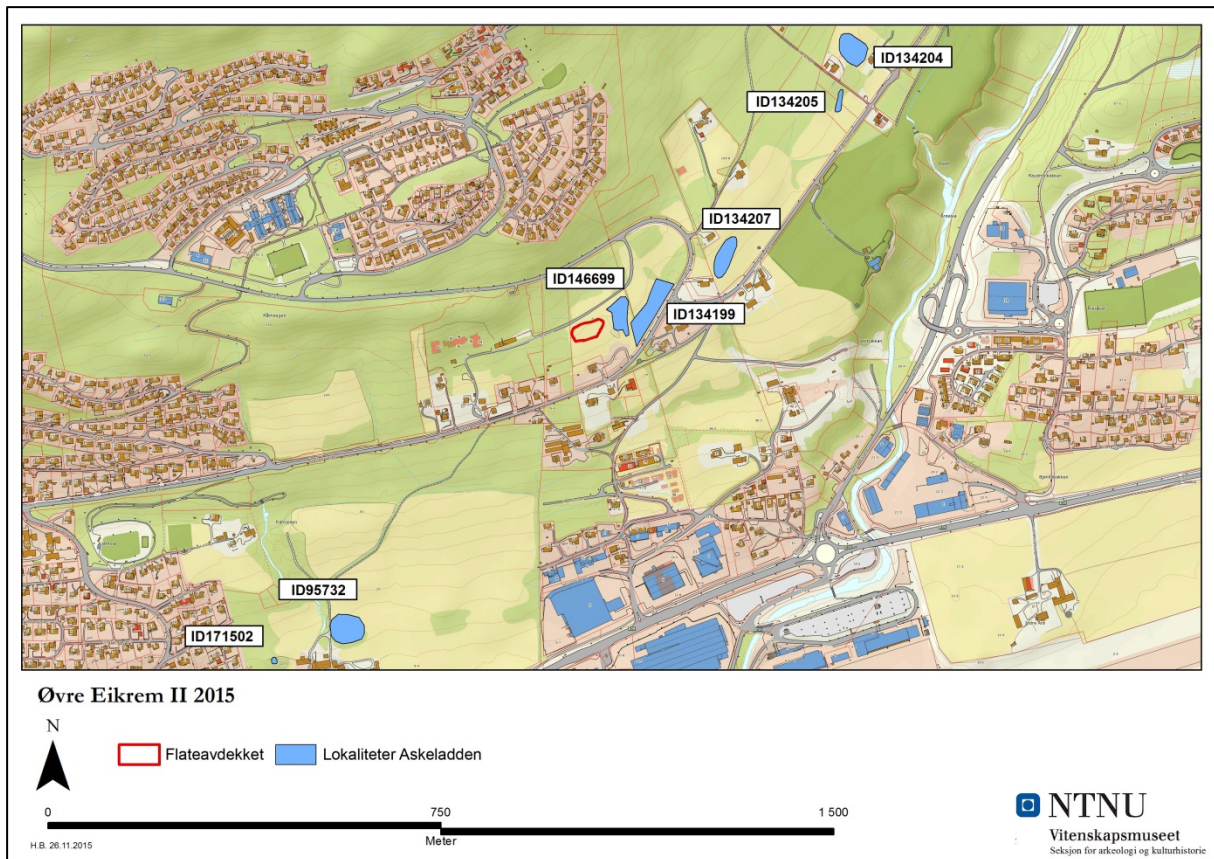 ID134204
ID134205
ID134207
ID146699
ID134199
ID95732
ID171502
Øvre Eikrem II 2015
N
Flateavdekket
Lokaliteter Askeladden
0
750
1 500
Meter
H.B. 26.11.2015
NTNU
Vitenskapsmuseet
Seksjon for arkeologi og kulturhistorie